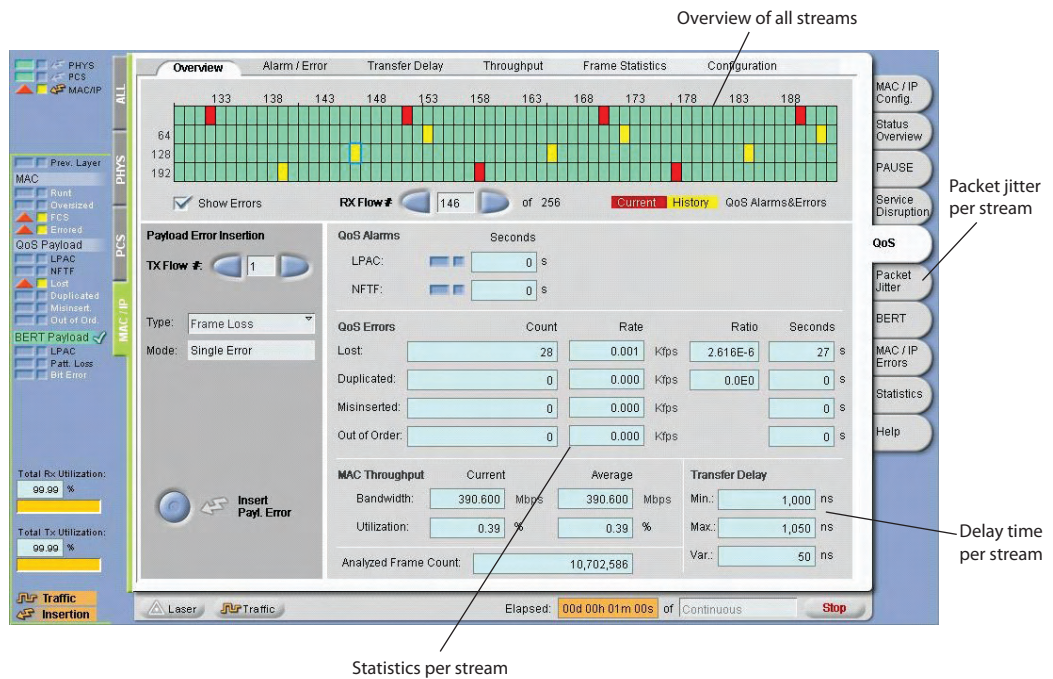 Overview of all streams
PHYS
PCS
MAC/IP
ALL
PHYS
PCS
MAC/IP
Prev. Layer
MAC
Runt
Oversized
FCS
Errored
QoS Payload
LPAC
NFTF
Lost
Duplicated
Misinsert.
Out of Ord.
BERT Payload
LPAC
Patt. Loss
Bit Error
Total Rx Utilization:
99.99 %
Total Tx Utilization:
99.99 %
Traffic
Insertion
Overview Alarm / Error Transfer Delay Throughput Frame Statistics Configuration
133 138 143 148 153 158 163 168 173 178 183 188
64
128
192
Show Errors RX Flow # 146 of 256 Current History QoS Alarms&Errors
Payload Error Insertion
TX Flow #: 1
Type: Frame Loss
Mode: Single Error
Insert
Payl. Error
QoS Alarms Seconds
LPAC: 0 s
NFTF: 0 s
QoS Errors Count Rate Ratio Seconds
Lost: 28 0.001 Kfps 2.616E-6 27 s
Duplicated: 0 0.000 Kfps 0.0E0 0 s
Misinserted: 0 0.000 Kfps 0 s
Out of Order: 0 0.000 Kfps 0 s
MAC Throughput Current Average
Bandwidth: 390.600 Mbps 390.600 Mbps
Utilization: 0.39 % 0.39 %
Analyzed Frame Count: 10,702,586
Transfer Delay
Min.: 1,000 ns
Max.: 1,050 ns
Var.: 50 ns
Laser Traffic Elapsed: 00d 00h 01m 00s of Continuous Stop
MAC / IP
Config.
Status
Overview
PAUSE
Service
Disruption
QoS
Packet
Jitter
BERT
MAC / IP
Errors
Statistics
Help
Packet jitter
per stream
Delay time
per stream
Statistics per stream